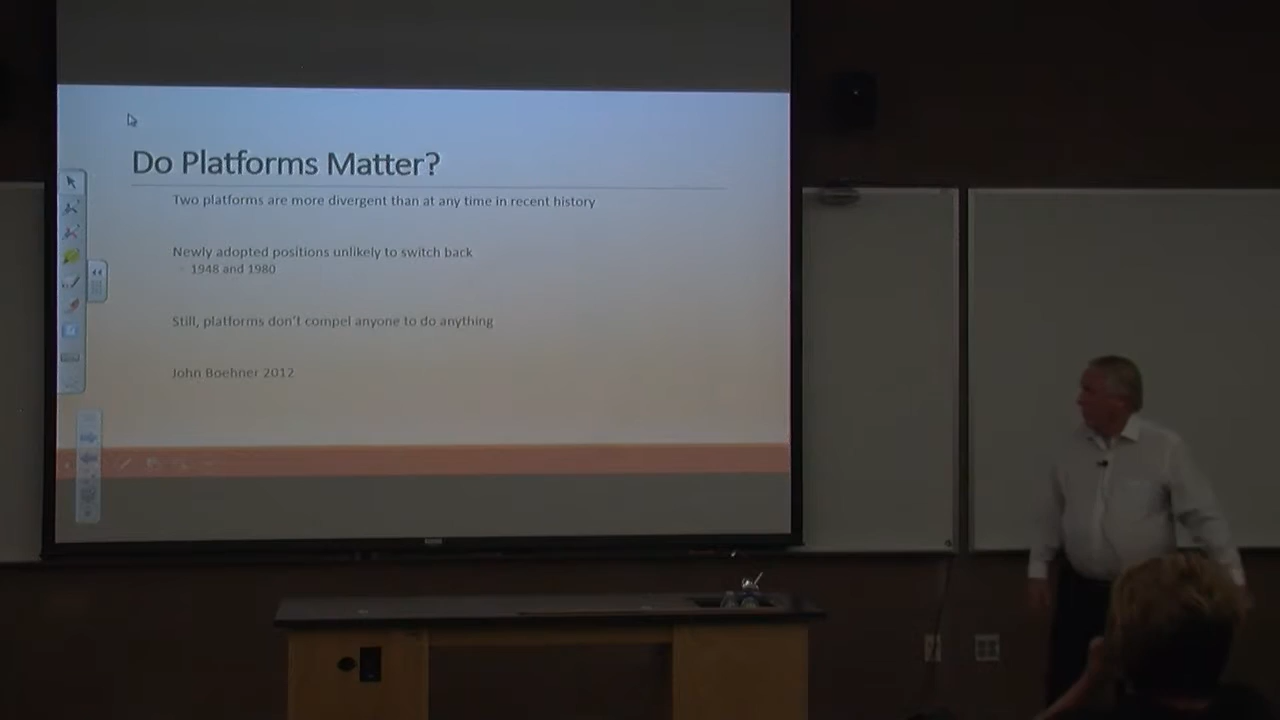 Do Platforms Matter?
Two platforms are more divergent than at any time in recent history
Newly adopted positions unlikely to switch back
1948 and 1980
Still, platforms don't compel anyone to do anything
John Boehner 2012